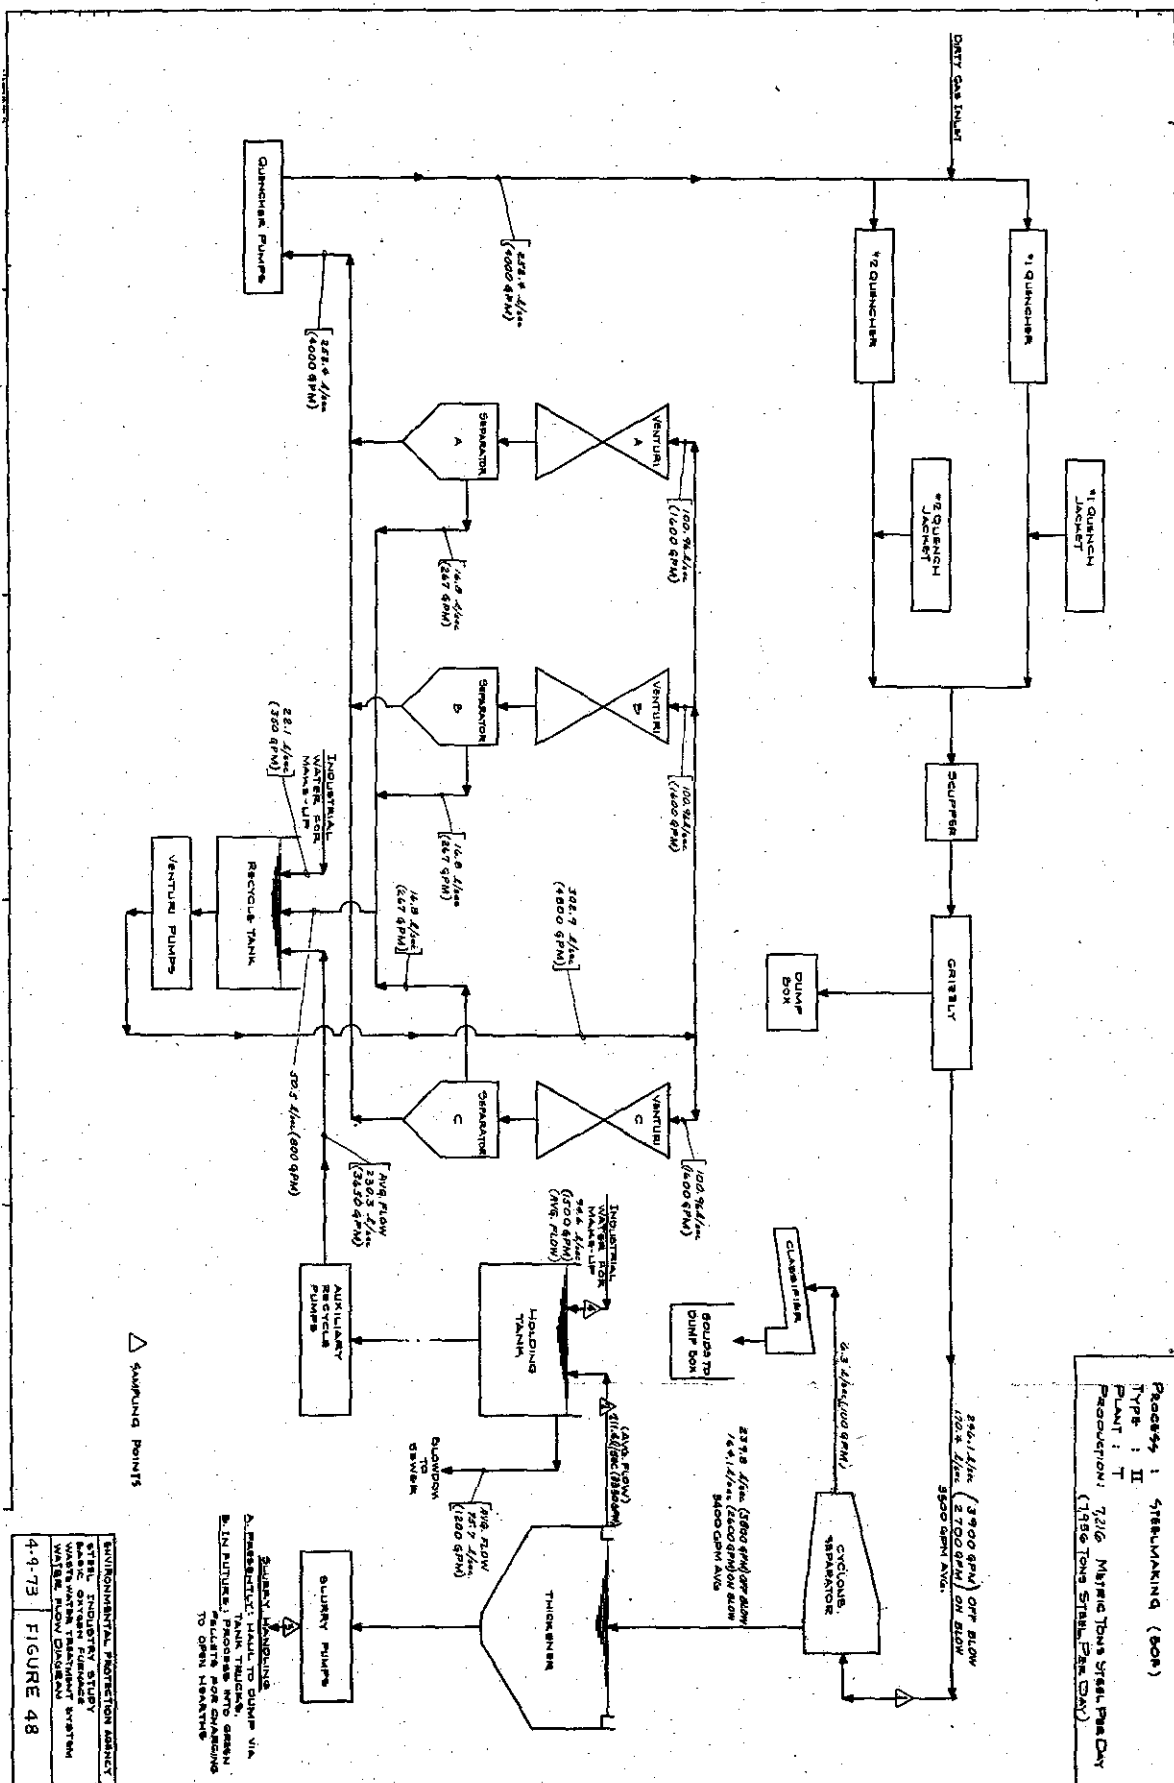 PROCESS : STEELMAKING (BOF)
TYPE : II
PLANT : T
PRODUCTION: 7,216 METRIC TONS STEEL PER DAY
(7,956 TONS STEEL PER DAY)
DIRTY GAS INLET
#1 QUENCHER
#1 QUENCH
JACKET
#2 QUENCHER
#2 QUENCH
JACKET
SCUPPER
GRIZZLY
DUMP
BOX
246.1 l/sec (3900 GPM) OFF BLOW
170.4 l/sec (2700 GPM) ON BLOW
3500 GPM AVG.
CYCLONE
SEPARATOR
6.3 l/sec (100 GPM)
CLASSIFIER
SOLIDS TO
DUMP BOX
239.8 l/sec (3800 GPM) OFF BLOW
164.1 l/sec (2600 GPM) ON BLOW
3400 GPM AVG
100.96 l/sec
(1600 GPM)
100.96 l/sec
(1600 GPM)
100.96 l/sec
(1600 GPM)
VENTURI
A
VENTURI
B
VENTURI
C
SEPARATOR
A
SEPARATOR
B
SEPARATOR
C
252.4 l/sec
(4000 GPM)
16.8 l/sec
(267 GPM)
16.8 l/sec
(267 GPM)
16.8 l/sec
(267 GPM)
302.9 l/sec
(4800 GPM)
252.4 l/sec
(4000 GPM)
QUENCHER PUMPS
INDUSTRIAL
WATER FOR
MAKE-UP
22.1 l/sec
(350 GPM)
RECYCLE TANK
VENTURI PUMPS
50.5 l/sec (800 GPM)
AVG. FLOW
230.3 l/sec
(3650 GPM)
INDUSTRIAL
WATER FOR
MAKE-UP
94.6 l/sec
(1500 GPM)
(AVG. FLOW)
4
HOLDING
TANK
AUXILIARY
RECYCLE
PUMPS
(AVG. FLOW)
BLOWDOWN
TO
SEWER
AVG. FLOW
75.7 l/sec
(1200 GPM)
THICKENER
SLURRY PUMPS
SLURRY HANDLING
A. PRESENTLY: HAUL TO DUMP VIA
TANK TRUCKS.
B. IN FUTURE: PROCESS INTO GREEN
PELLETS FOR CHARGING
TO OPEN HEARTHS
SAMPLING POINTS
ENVIRONMENTAL PROTECTION AGENCY
STEEL INDUSTRY STUDY
BASIC OXYGEN FURNACE
WASTEWATER TREATMENT SYSTEM
WATER FLOW DIAGRAM
4-9-73
FIGURE 48